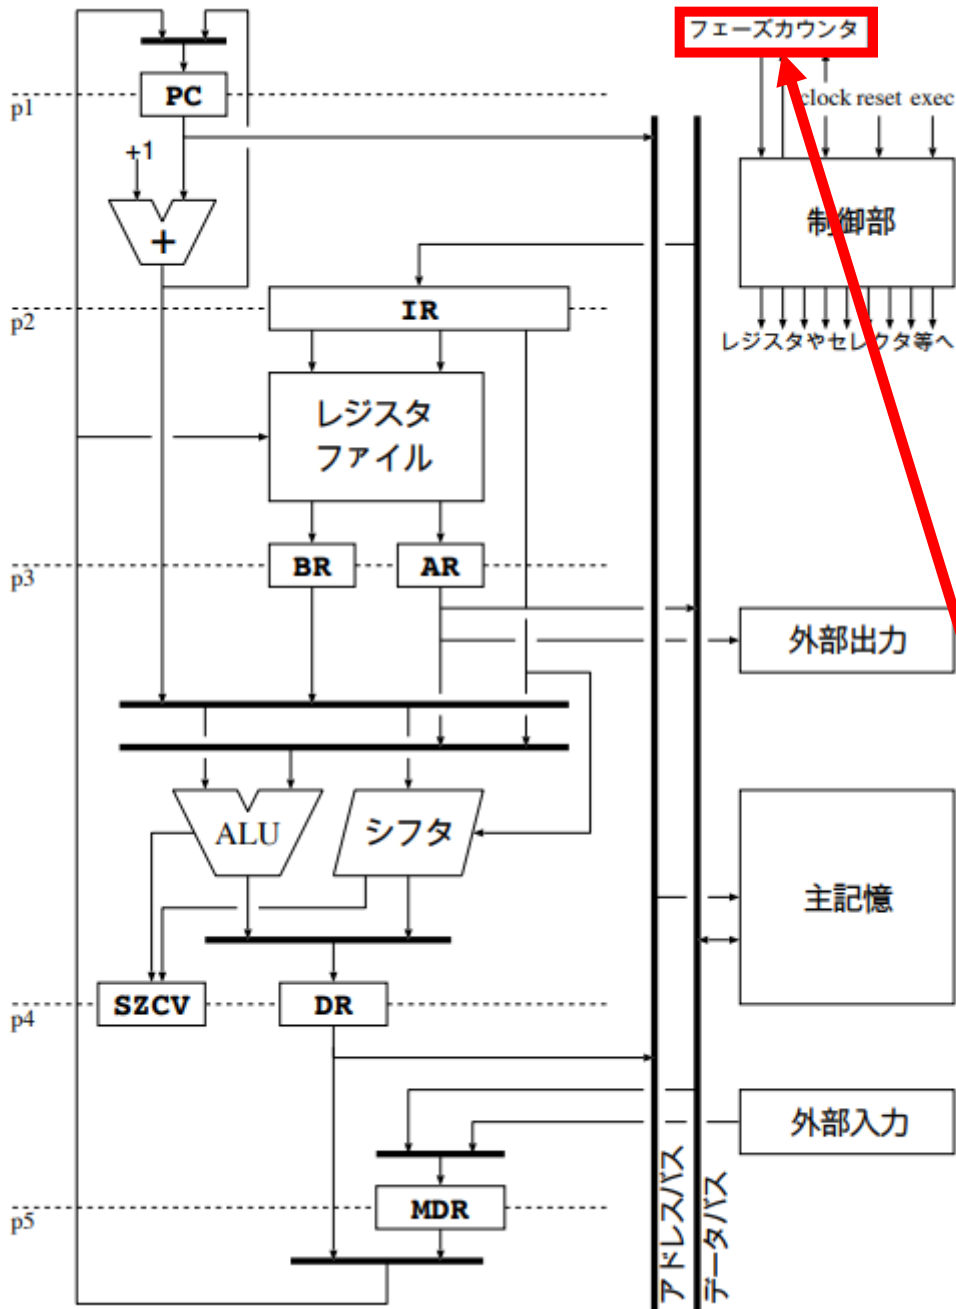 フェーズカウンタ
PC
p1
clock reset exec
+1
制御部
+
IR
p2
レジスタやセレクタ等へ
レジスタ
ファイル
BR
AR
p3
外部出力
ALU
シフタ
主記憶
SZCV
DR
p4
外部入力
アドレスバス
データバス
MDR
p5